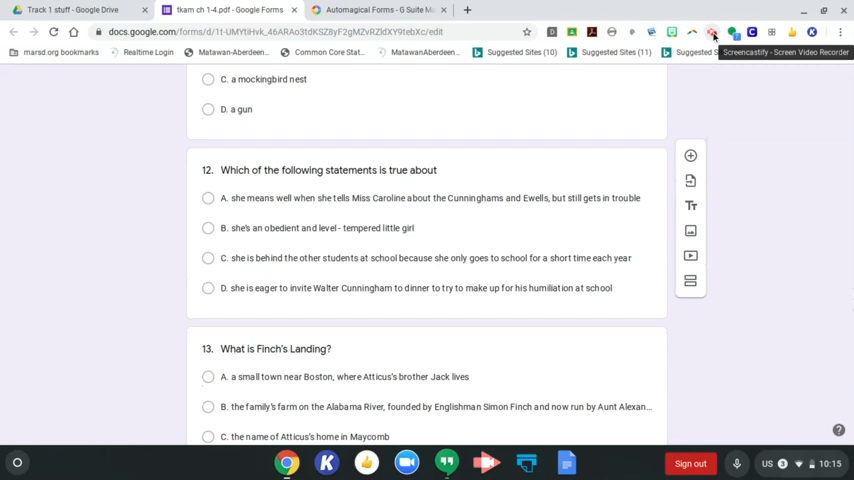 Track 1 stuff - Google Drive
tkam ch 1-4.pdf - Google Forms
Automagical Forms - G Suite M
docs.google.com/forms/d/1t-UMYtiHvk_46ARAo3tdKSZ8yF2gMZvRZldXY9tebXc/edit
marsd.org bookmarks
Realtime Login
Matawan-Aberdeen...
Common Core Stat...
MatawanAberdeen...
Suggested Sites (10)
Suggested Sites (11)
Suggested S
Screencastify - Screen Video Recorder
C. a mockingbird nest
D. a gun
12. Which of the following statements is true about
A. she means well when she tells Miss Caroline about the Cunninghams and Ewells, but still gets in trouble
B. she's an obedient and level - tempered little girl
C. she is behind the other students at school because she only goes to school for a short time each year
D. she is eager to invite Walter Cunningham to dinner to try to make up for his humiliation at school
13. What is Finch's Landing?
A. a small town near Boston, where Atticus's brother Jack lives
B. the family's farm on the Alabama River, founded by Englishman Simon Finch and now run by Aunt Alexan...
C. the name of Atticus's home in Maycomb
Sign out
US 3 10:15